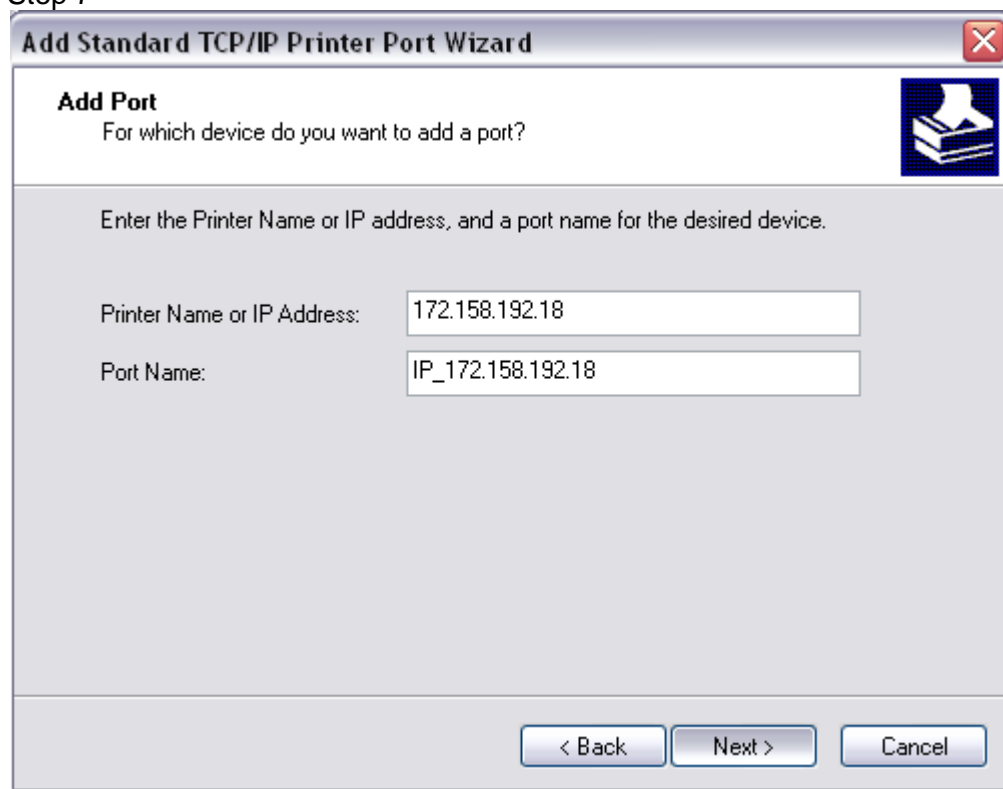 Add Standard TCP/IP Printer Port Wizard
Add Port
For which device do you want to add a port?
Enter the Printer Name or IP address, and a port name for the desired device.
Printer Name or IP Address: 172.158.192.18
Port Name: IP_172.158.192.18
< Back Next > Cancel